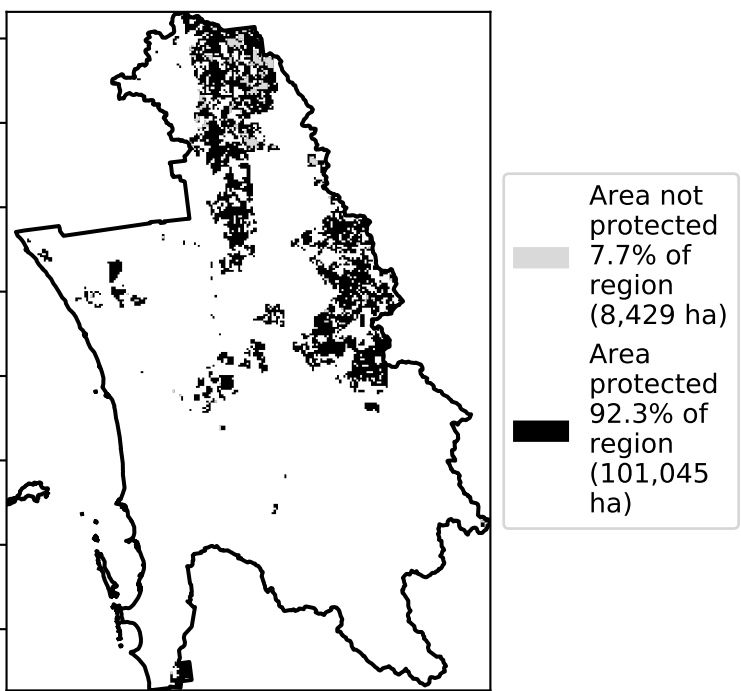 Area not
protected
7.7% of
region
(8,429 ha)
Area
protected
92.3% of
region
(101,045
ha)